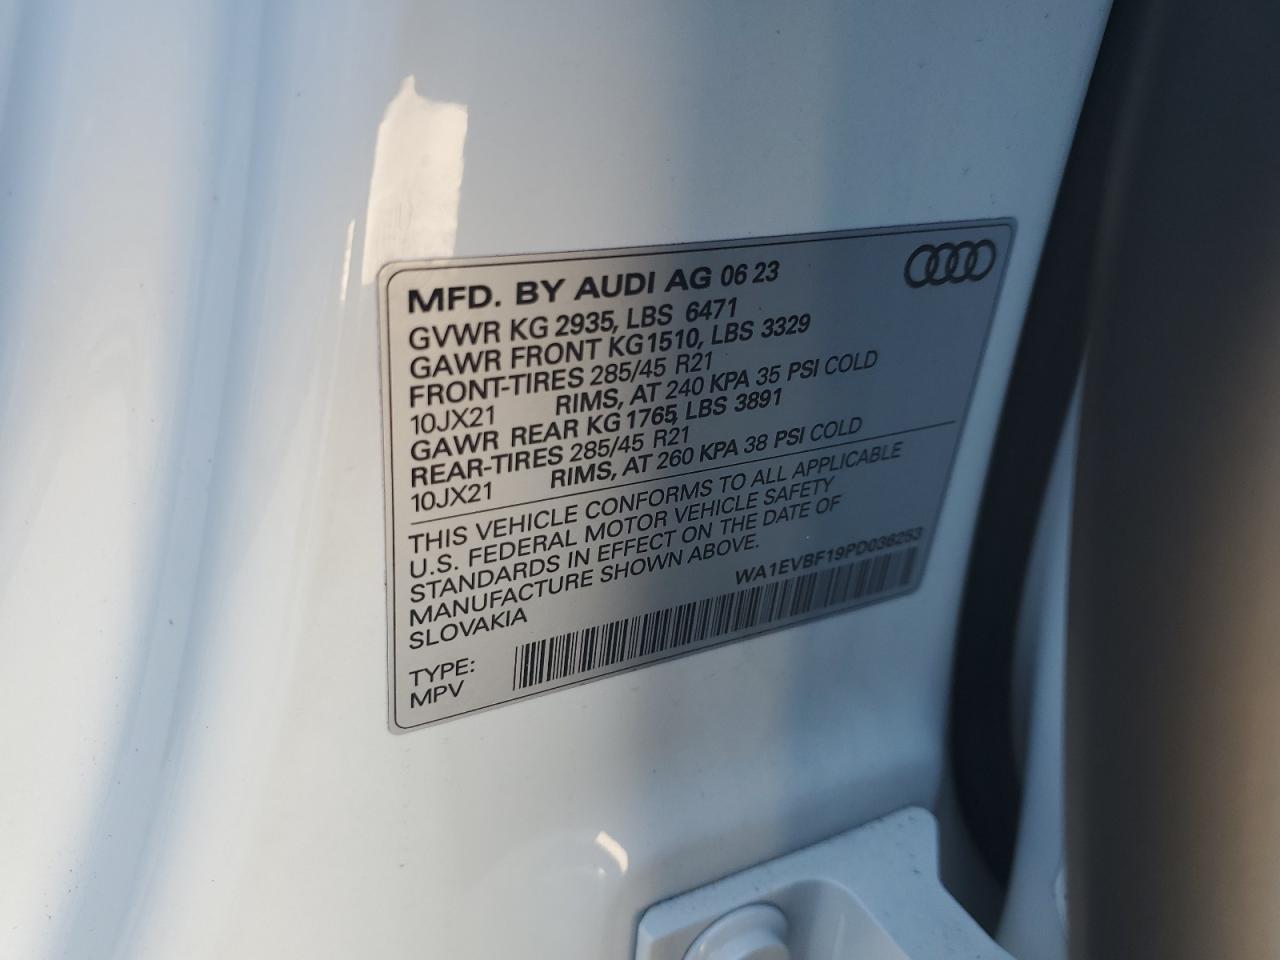 MFD. BY AUDI AG 06 23
GVWR KG 2935, LBS 6471
GAWR FRONT KG1510, LBS 3329
FRONT-TIRES 285/45 R21
10JX21 RIMS, AT 240 KPA 35 PSI COLD
GAWR REAR KG 1765, LBS 3891
REAR-TIRES 285/45 R21
10JX21 RIMS, AT 260 KPA 38 PSI COLD
THIS VEHICLE CONFORMS TO ALL APPLICABLE
U.S. FEDERAL MOTOR VEHICLE SAFETY
STANDARDS IN EFFECT ON THE DATE OF
MANUFACTURE SHOWN ABOVE.
SLOVAKIA
WA1EVBF19PD036253
TYPE:
MPV